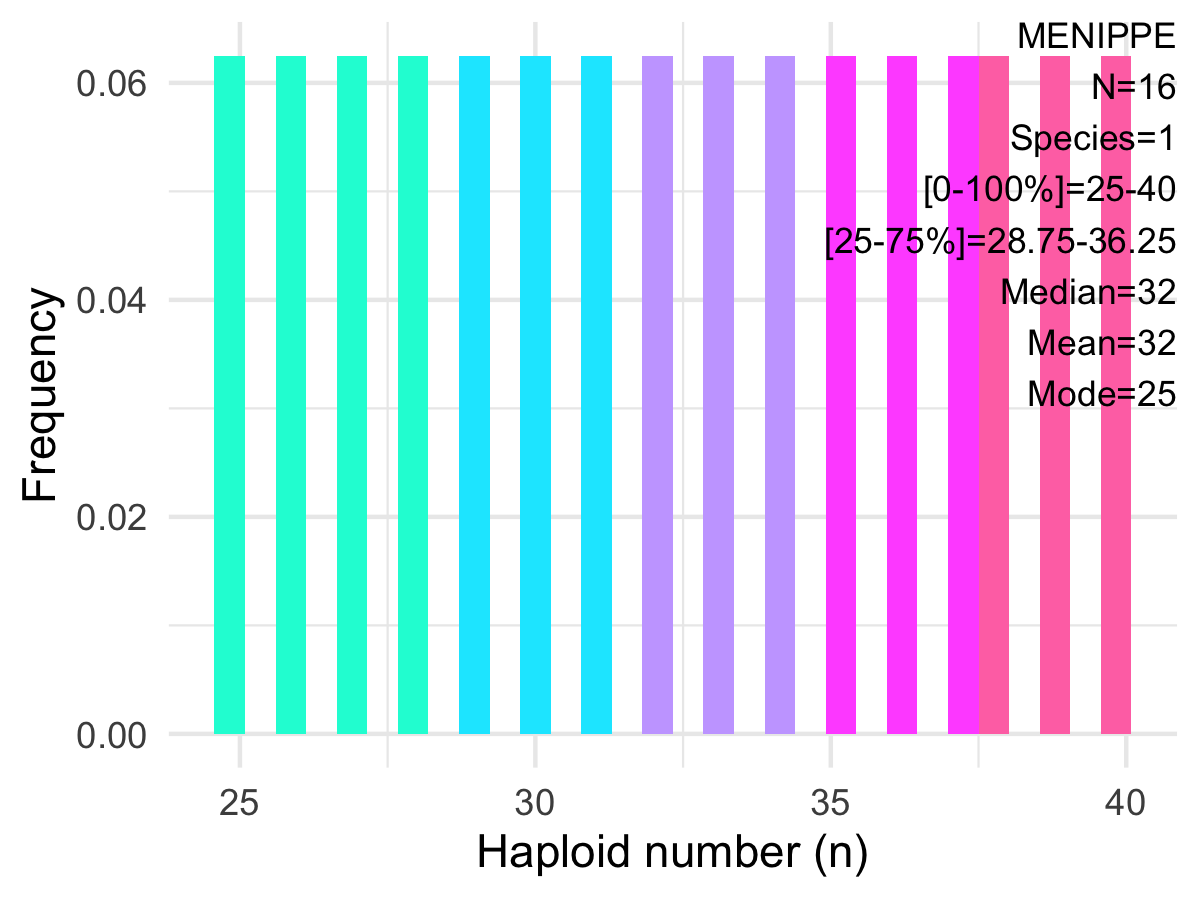 MENIPPE
N=16
Species=1
[0-100%]=25-40
[25-75%]=28.75-36.25
Median=32
Mean=32
Mode=25
Frequency
0.06
0.04
0.02
0.00
25 30 35 40
Haploid number (n)